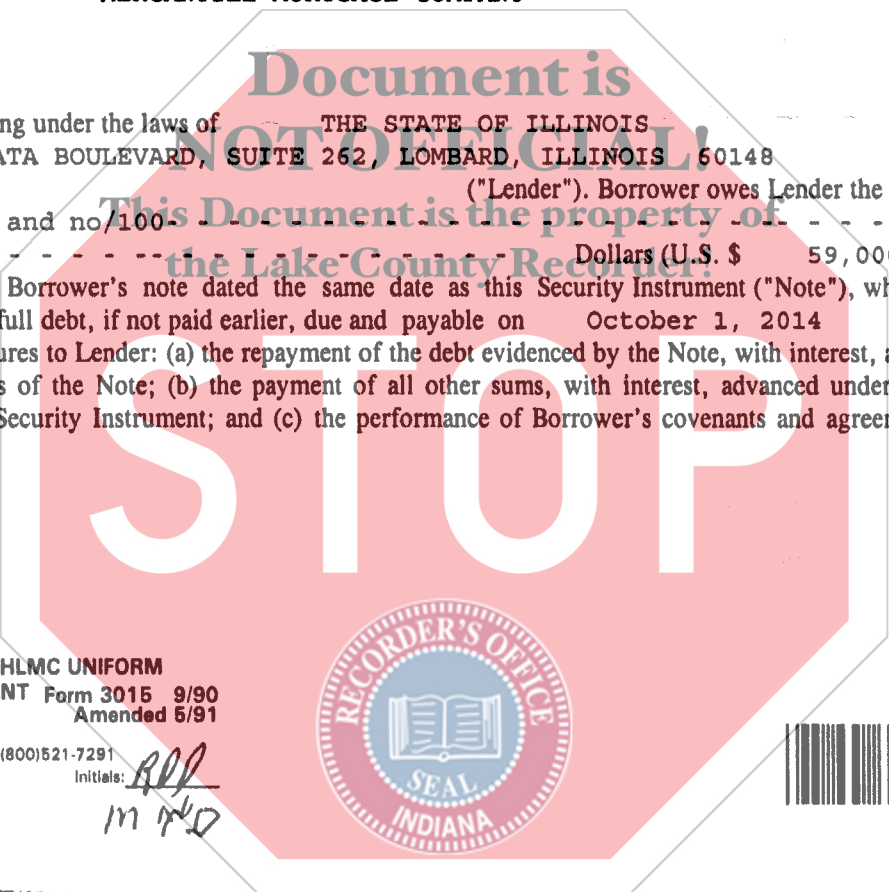 Document is
ng under the laws of THE STATE OF ILLINOIS
NOT OFFICIAL!
ATA BOULEVARD, SUITE 262, LOMBARD, ILLINOIS 60148
("Lender"). Borrower owes Lender the
This Document is the property of
and no/100- - - - - - - - - - - - - - - - - - - - - - - - - -
- - - - - - - - - - - - - - - - - - Dollars (U.S. $ 59,00
the Lake County Recorder!
Borrower's note dated the same date as this Security Instrument ("Note"), wh
full debt, if not paid earlier, due and payable on October 1, 2014
ures to Lender: (a) the repayment of the debt evidenced by the Note, with interest, a
s of the Note; (b) the payment of all other sums, with interest, advanced under
Security Instrument; and (c) the performance of Borrower's covenants and agreer
STOP
HLMC UNIFORM
NT Form 3015 9/90
Amended 5/91
(800)521-7291
Initials:
RECORDER'S OFFICE
SEAL
INDIANA